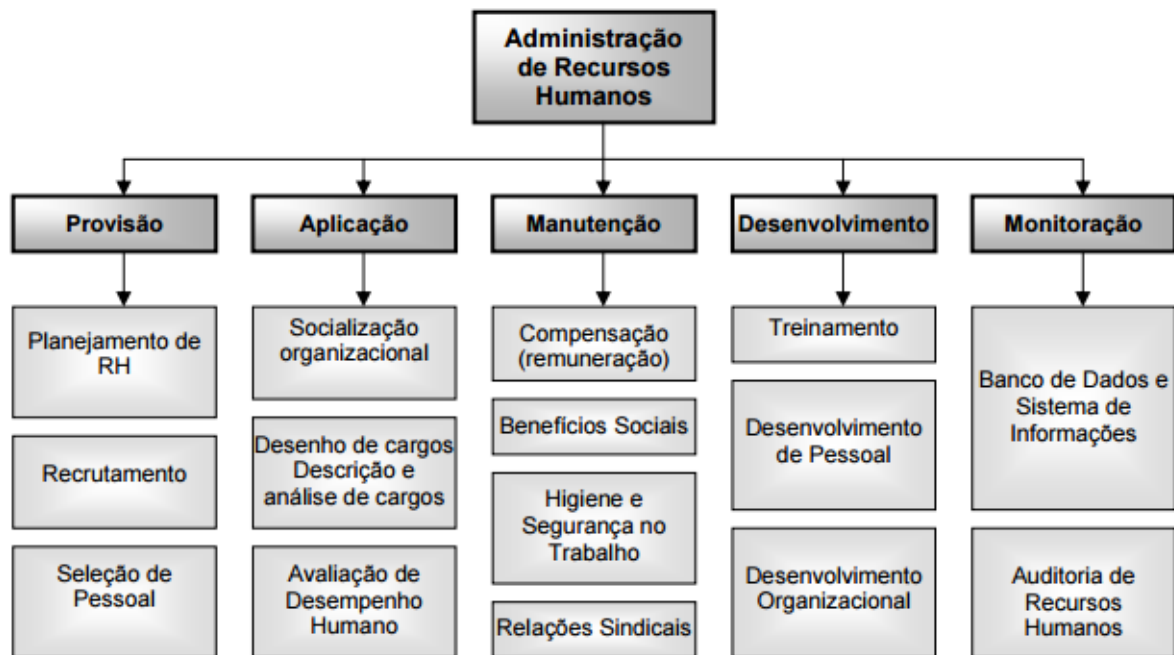 Administração
de Recursos
Humanos
Provisão
Aplicação
Manutenção
Desenvolvimento
Monitoração
Planejamento de
RH
Recrutamento
Seleção de
Pessoal
Socialização
organizacional
Desenho de cargos
Descrição e
análise de cargos
Avaliação de
Desempenho
Humano
Compensação
(remuneração)
Benefícios Sociais
Higiene e
Segurança no
Trabalho
Relações Sindicais
Treinamento
Desenvolvimento
de Pessoal
Desenvolvimento
Organizacional
Banco de Dados e
Sistema de
Informações
Auditoria de
Recursos
Humanos